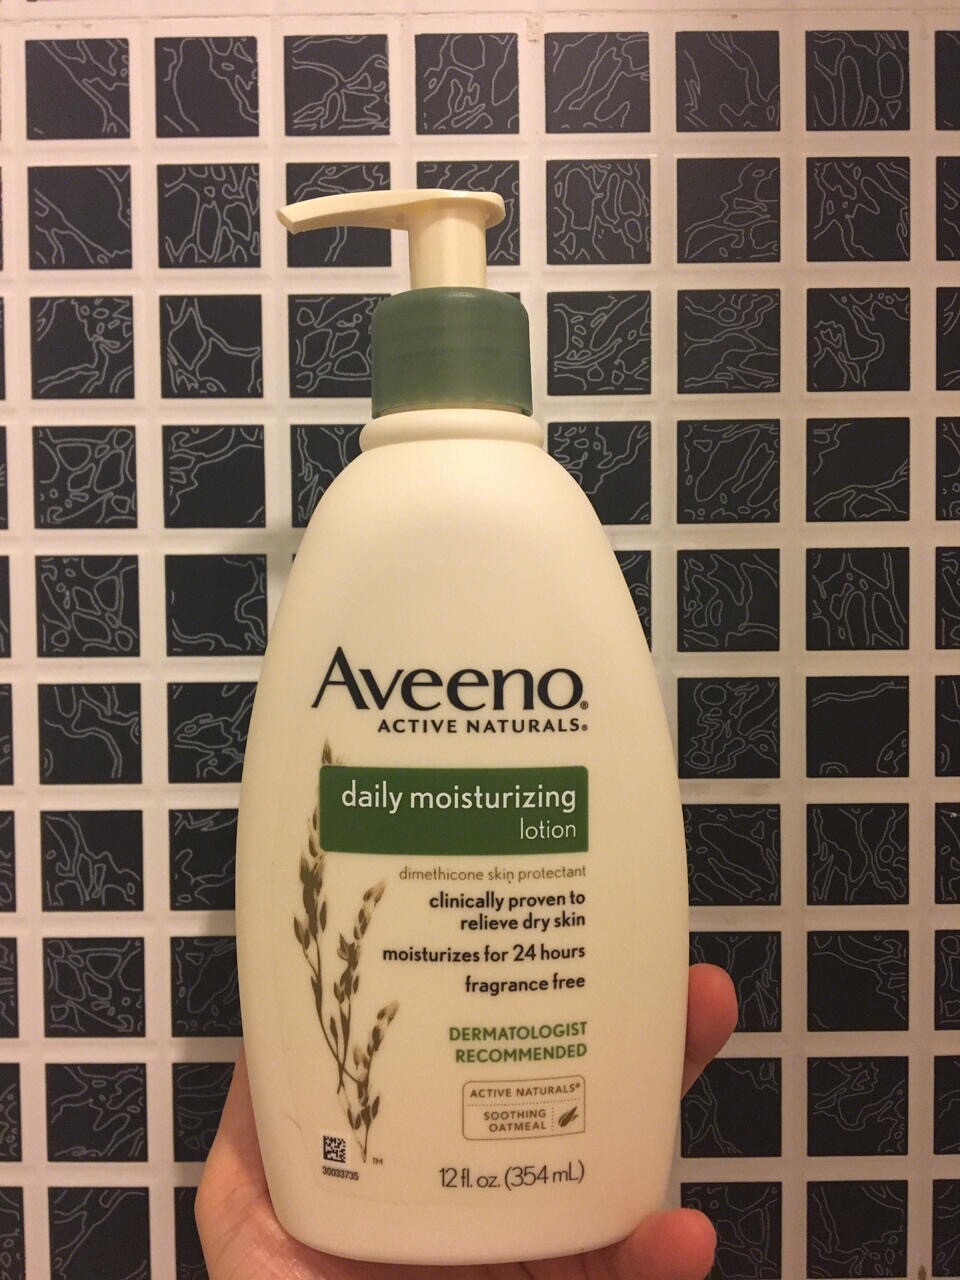 Aveeno®
ACTIVE NATURALS®
daily moisturizing
lotion
dimethicone skin protectant
clinically proven to
relieve dry skin
moisturizes for 24 hours
fragrance free
DERMATOLOGIST
RECOMMENDED
ACTIVE NATURALS®
SOOTHING
OATMEAL
TM
30033735
12 fl. oz. (354 mL)